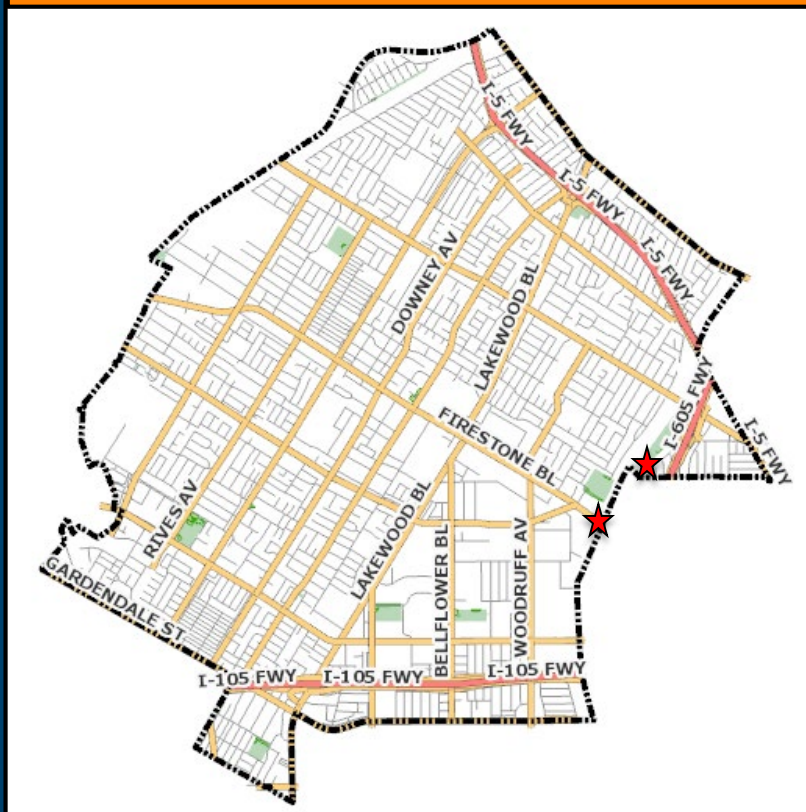 I-5 FWY
I-5 FWY
I-5 FWY
DOWNEY AV
LAKEWOOD BL
I-605 FWY
FIRESTONE BL
I-5 FWY
RIVES AV
LAKEWOOD BL
BELLFLOWER BL
WOODRUFF AV
GARDENDALE ST
I-105 FWY
I-105 FWY
I-105 FWY